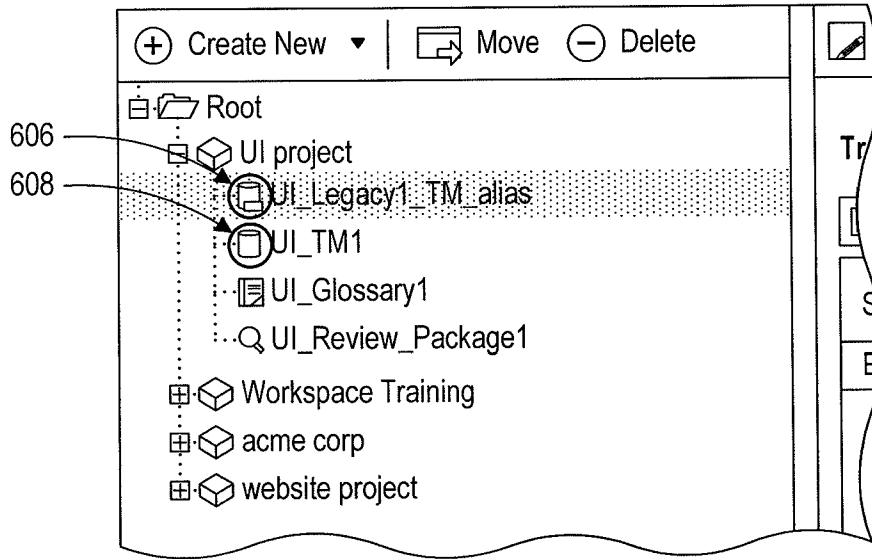 Create New Move Delete
Root
606 UI project
Tr
608 UI_Legacy1_TM_alias
UI_TM1
UI_Glossary1
UI_Review_Package1
Workspace Training
acme corp
website project